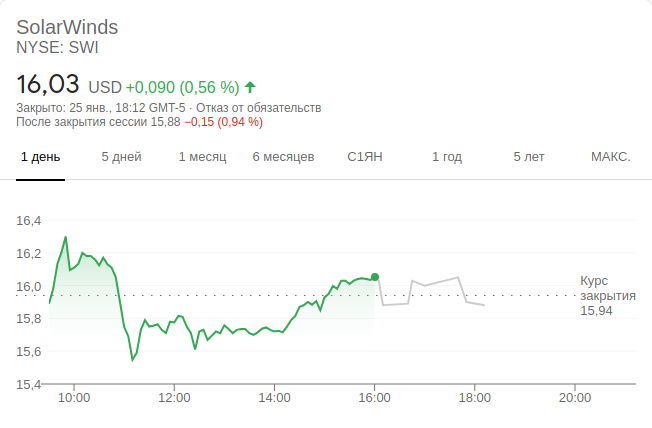 SolarWinds
NYSE: SWI
16,03 USD +0,090 (0,56 %)
Закрыто: 25 янв., 18:12 GMT-5 · Отказ от обязательств
После закрытия сессии 15,88 −0,15 (0,94 %)
1 день 5 дней 1 месяц 6 месяцев С1ЯН 1 год 5 лет МАКС.
16,4
16,2
16,0
15,8
15,6
15,4
Курс
закрытия
15,94
10:00 12:00 14:00 16:00 18:00 20:00